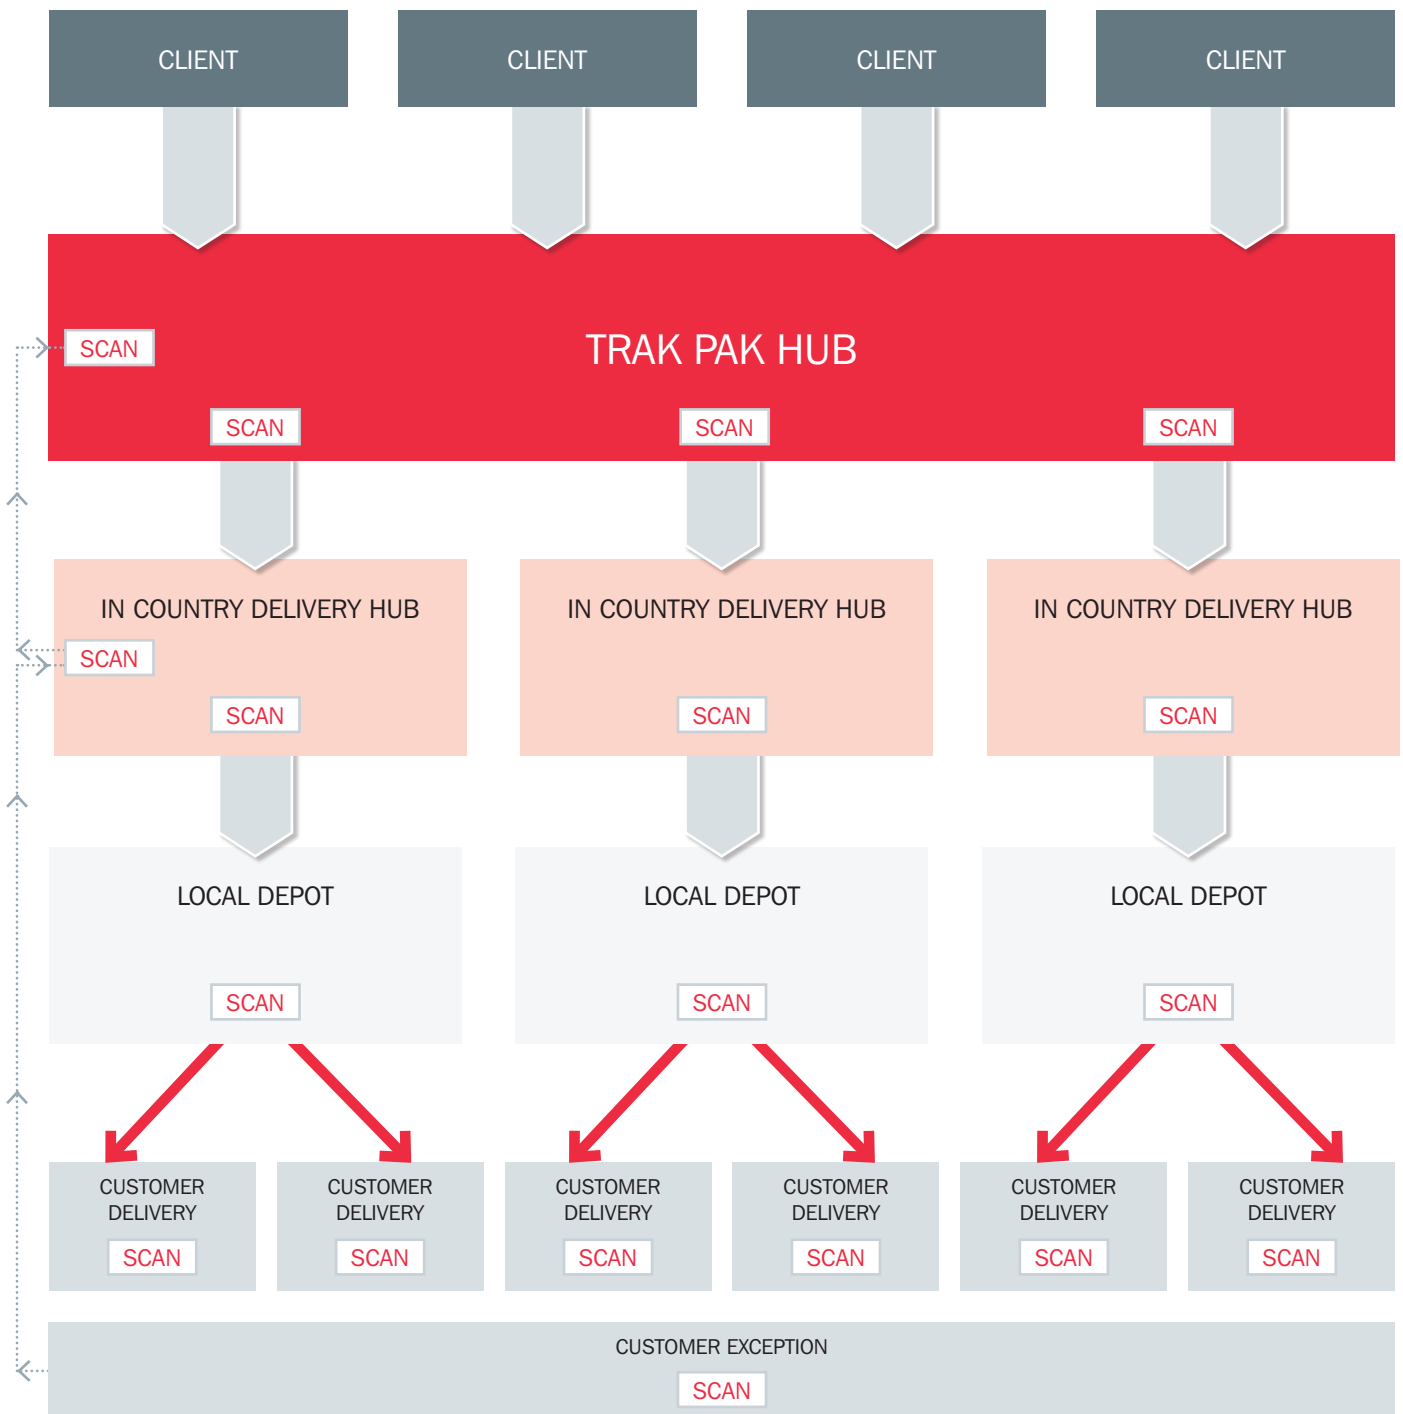 CLIENT
CLIENT
CLIENT
CLIENT
TRAK PAK HUB
SCAN
SCAN
SCAN
SCAN
IN COUNTRY DELIVERY HUB
IN COUNTRY DELIVERY HUB
IN COUNTRY DELIVERY HUB
SCAN
SCAN
SCAN
SCAN
LOCAL DEPOT
LOCAL DEPOT
LOCAL DEPOT
SCAN
SCAN
SCAN
CUSTOMER
DELIVERY
SCAN
CUSTOMER
DELIVERY
SCAN
CUSTOMER
DELIVERY
SCAN
CUSTOMER
DELIVERY
SCAN
CUSTOMER
DELIVERY
SCAN
CUSTOMER
DELIVERY
SCAN
CUSTOMER EXCEPTION
SCAN